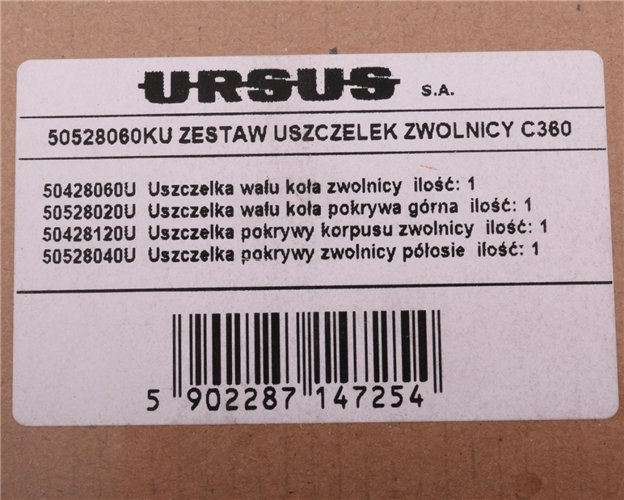 URSUS S.A.
50528060KU ZESTAW USZCZELEK ZWOLNICY C360
50428060U Uszczelka wału koła zwolnicy ilość: 1
50528020U Uszczelka wału koła pokrywa górna ilość: 1
50428120U Uszczelka pokrywy korpusu zwolnicy ilość: 1
50528040U Uszczelka pokrywy zwolnicy półosie ilość: 1
5 902287 147254